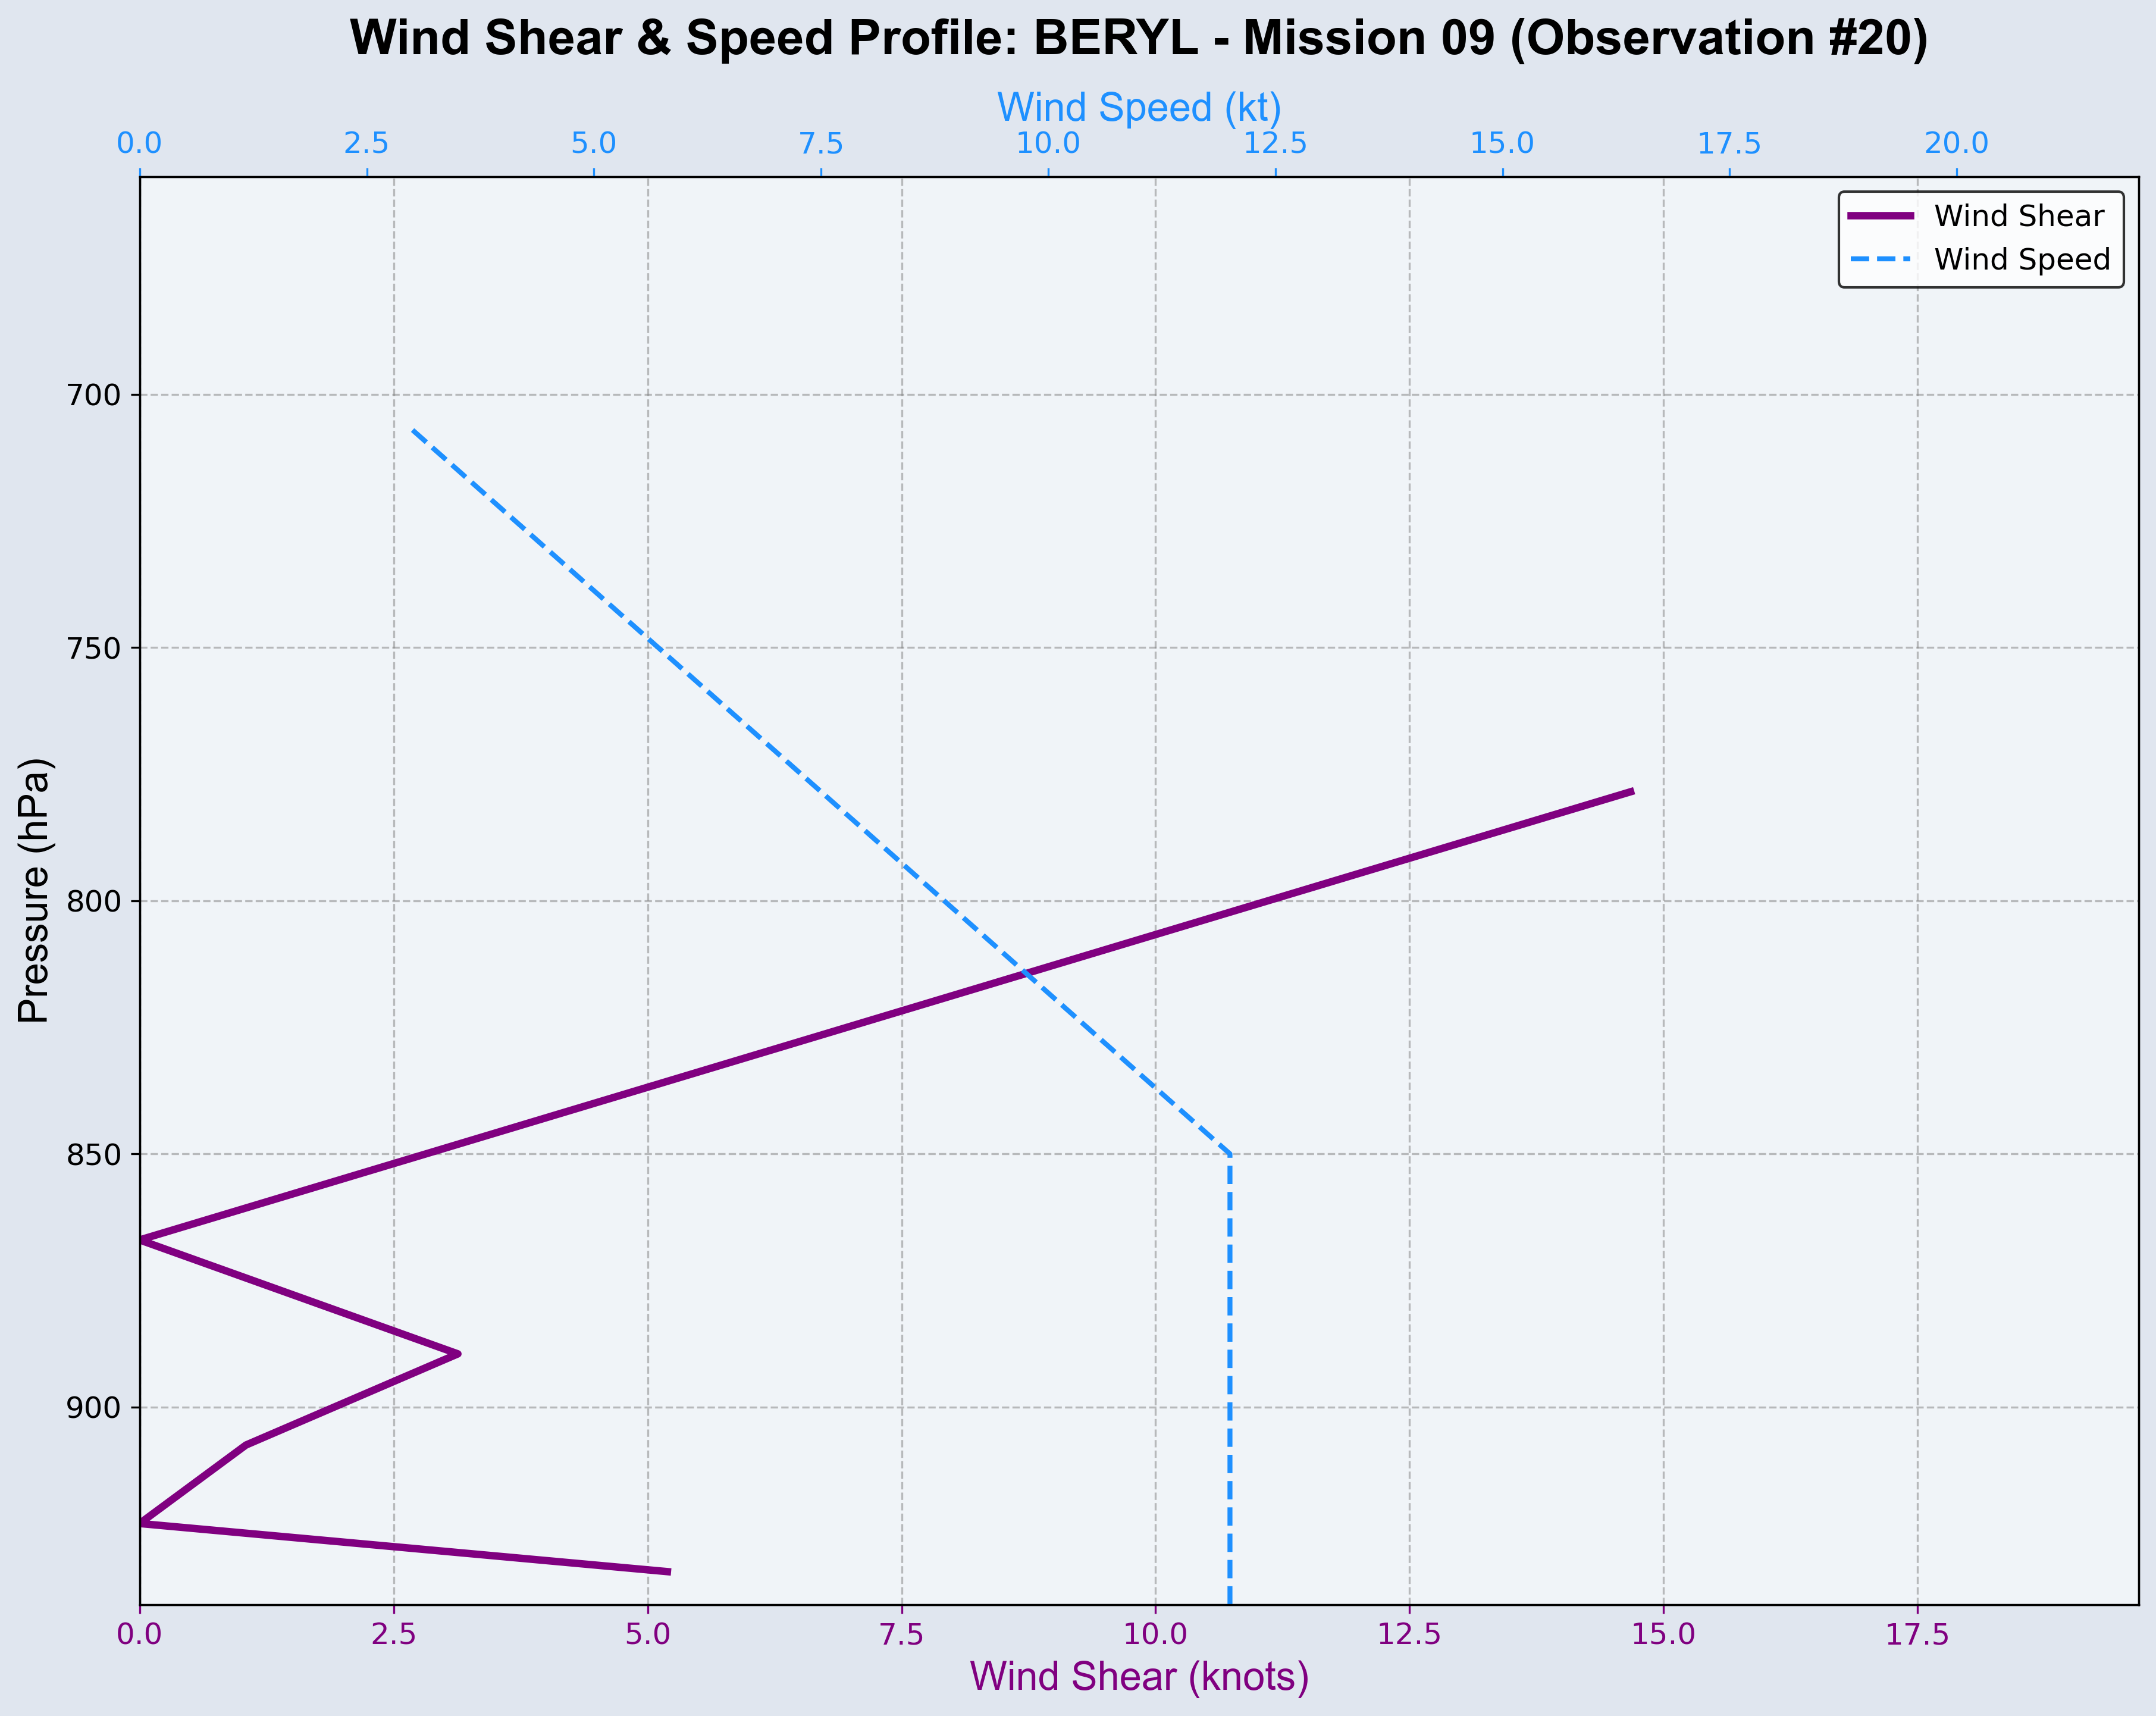 Wind Shear & Speed Profile: BERYL - Mission 09 (Observation #20)
Wind Speed (kt)
0.0 2.5 5.0 7.5 10.0 12.5 15.0 17.5 20.0
Wind Shear
Wind Speed
700
750
800
850
900
Pressure (hPa)
0.0 2.5 5.0 7.5 10.0 12.5 15.0 17.5
Wind Shear (knots)